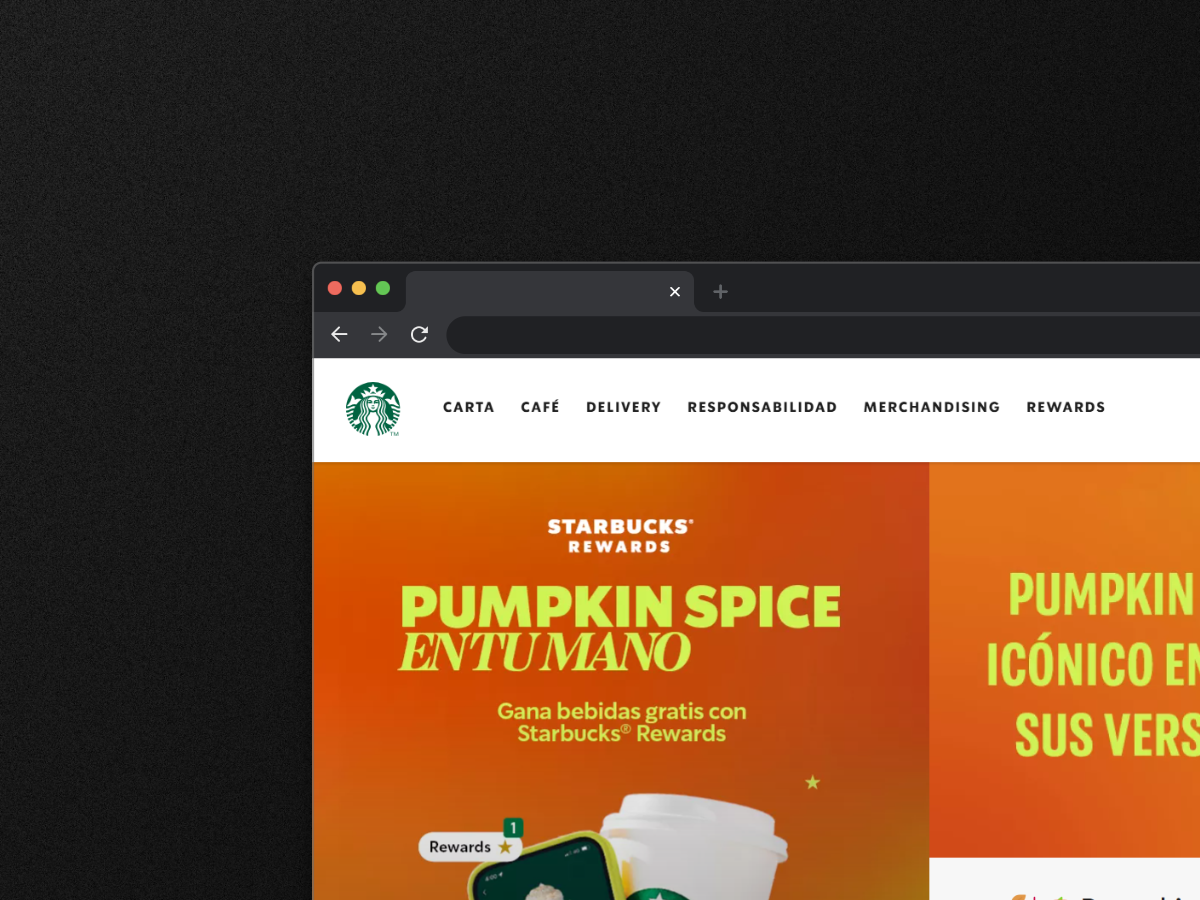 CARTA CAFÉ DELIVERY RESPONSABILIDAD MERCHANDISING REWARDS
TM
STARBUCKS®
REWARDS
PUMPKIN SPICE
EN TU MANO
Gana bebidas gratis con
Starbucks® Rewards
1
Rewards
PUMPKIN
ICÓNICO EN
SUS VERS